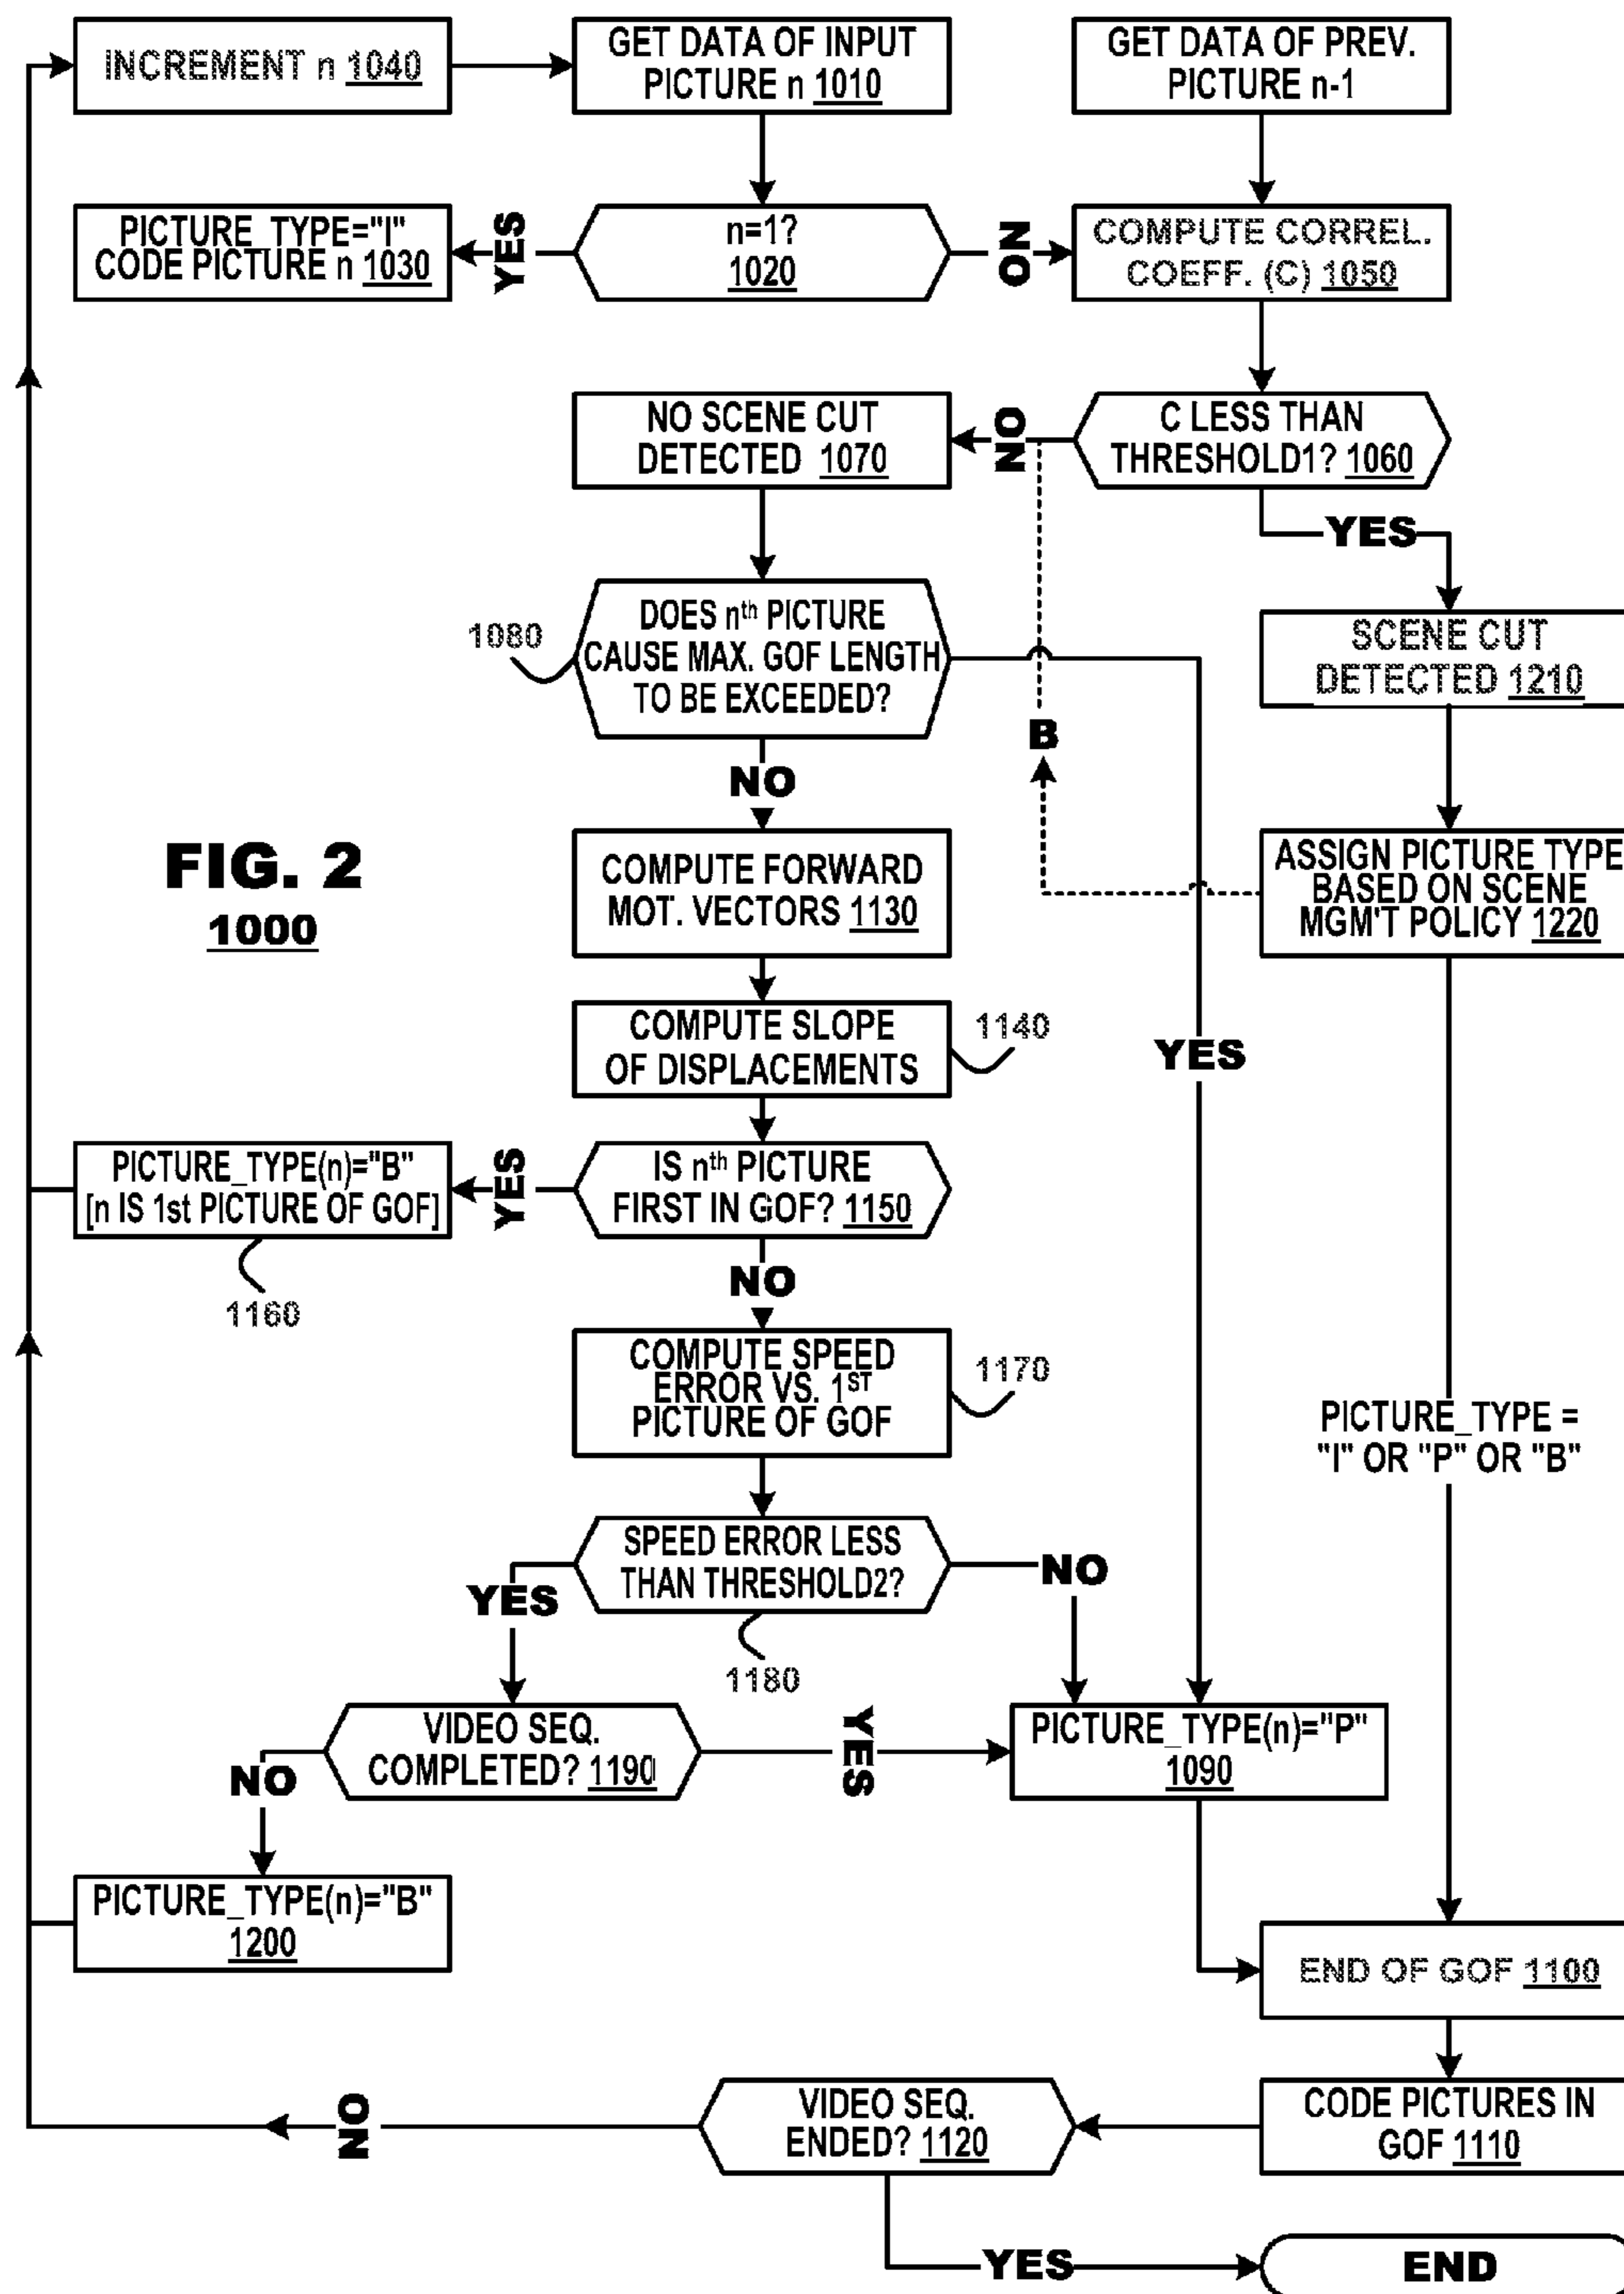 INCREMENT n 1040
GET DATA OF INPUT
PICTURE n 1010
GET DATA OF PREV.
PICTURE n-1
PICTURE_TYPE="I"
CODE PICTURE n 1030
YES
n=1?
1020
NO
COMPUTE CORREL.
COEFF. (C) 1050
NO SCENE CUT
DETECTED 1070
NO
C LESS THAN
THRESHOLD1? 1060
YES
1080
DOES nth PICTURE
CAUSE MAX. GOF LENGTH
TO BE EXCEEDED?
SCENE CUT
DETECTED 1210
B
NO
FIG. 2
1000
COMPUTE FORWARD
MOT. VECTORS 1130
ASSIGN PICTURE TYPE
BASED ON SCENE
MGM'T POLICY 1220
COMPUTE SLOPE
OF DISPLACEMENTS
1140
YES
PICTURE_TYPE(n)="B"
[n IS 1st PICTURE OF GOF]
1160
YES
IS nth PICTURE
FIRST IN GOF? 1150
NO
COMPUTE SPEED
ERROR VS. 1ST
PICTURE OF GOF
1170
PICTURE_TYPE =
"I" OR "P" OR "B"
SPEED ERROR LESS
THAN THRESHOLD2?
YES
NO
1180
VIDEO SEQ.
COMPLETED? 1190
YES
PICTURE_TYPE(n)="P"
1090
NO
PICTURE_TYPE(n)="B"
1200
END OF GOF 1100
NO
VIDEO SEQ.
ENDED? 1120
CODE PICTURES IN
GOF 1110
YES
END